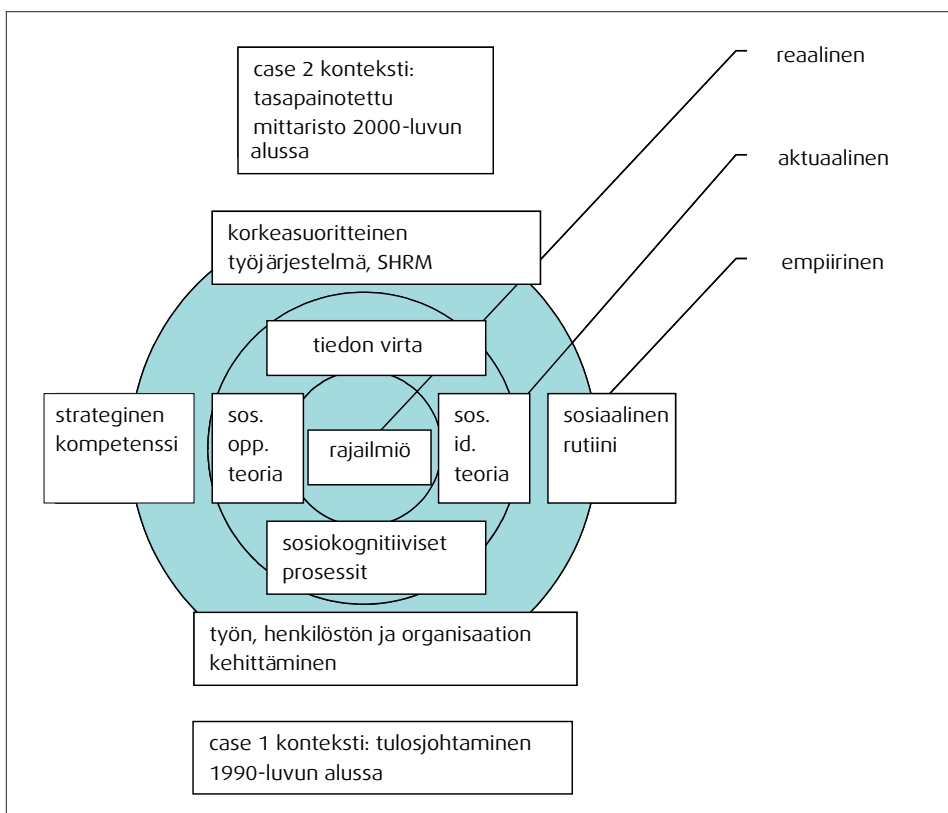 case 2 konteksti:
tasapainotettu
mittaristo 2000-luvun
alussa
reaalinen
aktuaalinen
empiirinen
korkeasuoritteinen
työjärjestelmä, SHRM
tiedon virta
strateginen
kompetenssi
sos.
opp.
teoria
rajailmiö
sos.
id.
teoria
sosiaalinen
rutiini
sosiokognitiiviset
prosessit
työn, henkilöstön ja organisaation
kehittäminen
case 1 konteksti: tulosjohtaminen
1990-luvun alussa